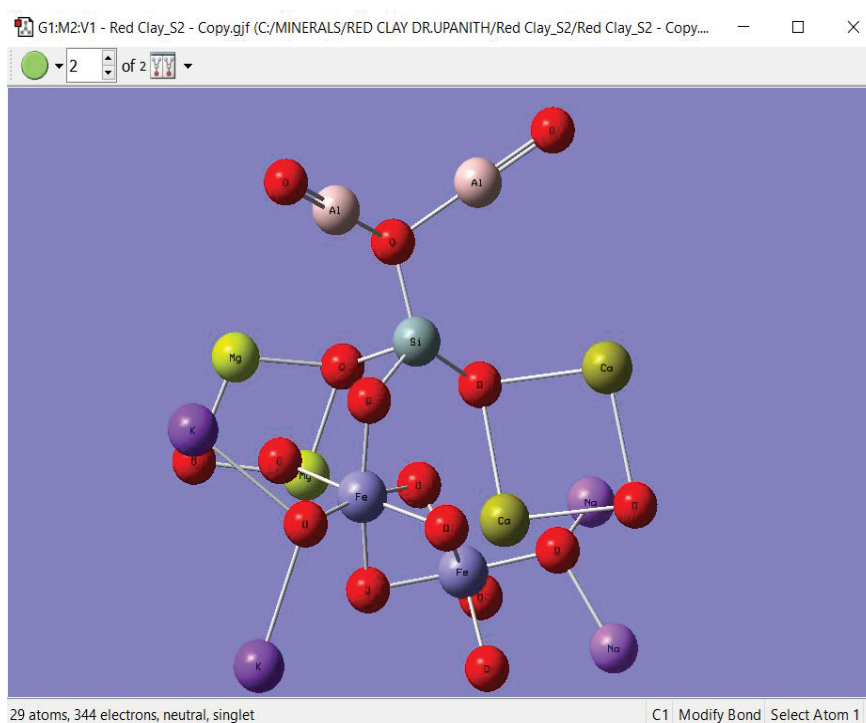 G1:M2:V1 - Red Clay_S2 - Copy.gjf (C:/MINERALS/RED CLAY DR.UPANITH/Red Clay_S2/Red Clay_S2 - Copy....
2 of 2
O
O Al
Al
O
Si
Mg O
O Ca
O
K
O O Mg
Fe O
Na O
O O Ca
O
Fe
O O
Na
K O
29 atoms, 344 electrons, neutral, singlet C1 Modify Bond Select Atom 1